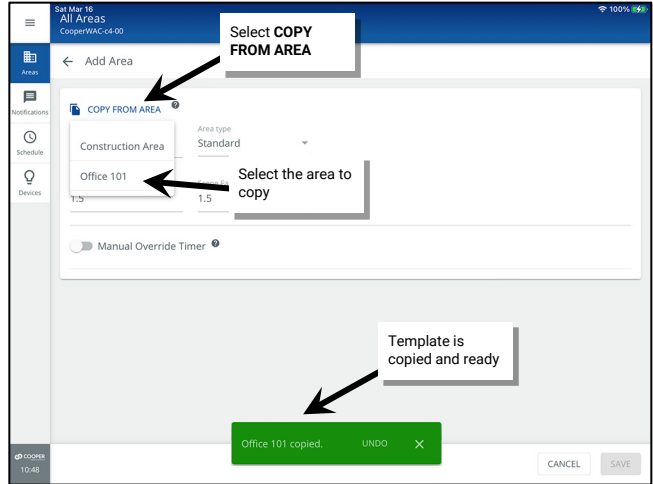 Sat Mar 16
100%
All Areas
CooperWAC-c4-00
Select COPY
FROM AREA
Areas
Add Area
Notifications
COPY FROM AREA
?
Area type
Construction Area
Standard
Schedule
Office 101
Select the area to
copy
Devices
1.5
1.5
Manual Override Timer
?
Template is
copied and ready
Office 101 copied.
UNDO
COOPER
10:48
CANCEL
SAVE